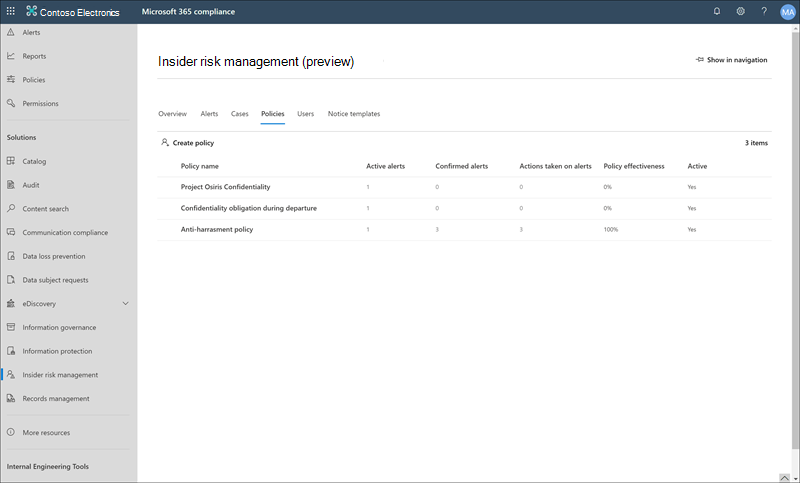 Contoso Electronics
Microsoft 365 compliance
?
MA
Alerts
Reports
Policies
Permissions
Solutions
Catalog
Audit
Content search
Communication compliance
Data loss prevention
Data subject requests
eDiscovery
Information governance
Information protection
Insider risk management
Records management
More resources
Internal Engineering Tools
Insider risk management (preview)
Show in navigation
Overview Alerts Cases Policies Users Notice templates
Create policy 3 items
Policy name Active alerts Confirmed alerts Actions taken on alerts Policy effectiveness Active
Project Osiris Confidentiality 1 0 0 0% Yes
Confidentiality obligation during departure 1 0 0 0% Yes
Anti-harrasment policy 1 3 3 100% Yes